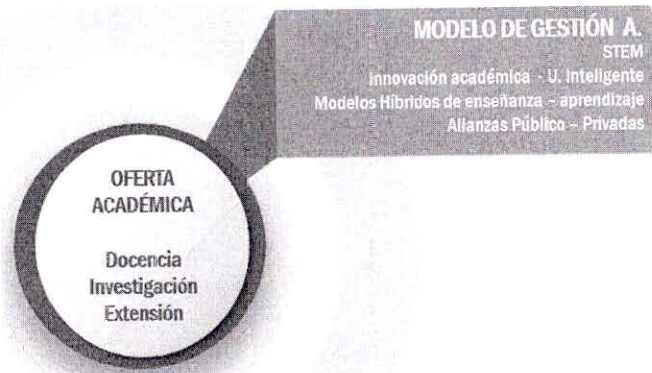 MODELO DE GESTIÓN A.
STEM
Innovación académica - U. Inteligente
Modelos Híbridos de enseñanza - aprendizaje
Alianzas Público - Privadas
OFERTA
ACADÉMICA
Docencia
Investigación
Extensión